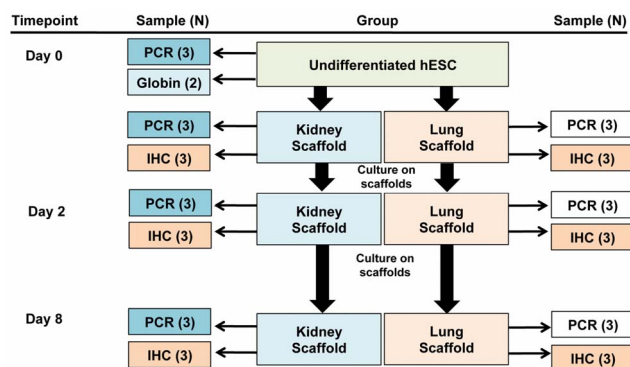 Timepoint Sample (N) Group Sample (N)
Day 0
PCR (3)
Globin (2)
Undifferentiated hESC
PCR (3)
IHC (3)
Kidney
Scaffold
Lung
Scaffold
PCR (3)
IHC (3)
Culture on
scaffolds
Day 2
PCR (3)
IHC (3)
Kidney
Scaffold
Lung
Scaffold
PCR (3)
IHC (3)
Culture on
scaffolds
Day 8
PCR (3)
IHC (3)
Kidney
Scaffold
Lung
Scaffold
PCR (3)
IHC (3)